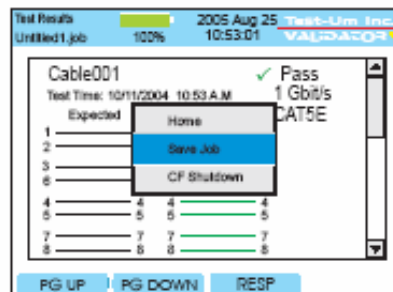 Test Results 2005 Aug 25 Test-Um Inc
Untitled1.job 100% 10:53:01 VALIDATOR
Cable001 ✓ Pass
Test Time: 10/11/2004 10:53 A.M 1 Gbit/s
Expected CAT5E
Home
Save Job
CF Shutdown
1
2
3
6
4 4 4 4
5 5 5 5
7 7 7 7
8 8 8 8
PG UP PG DOWN RESP